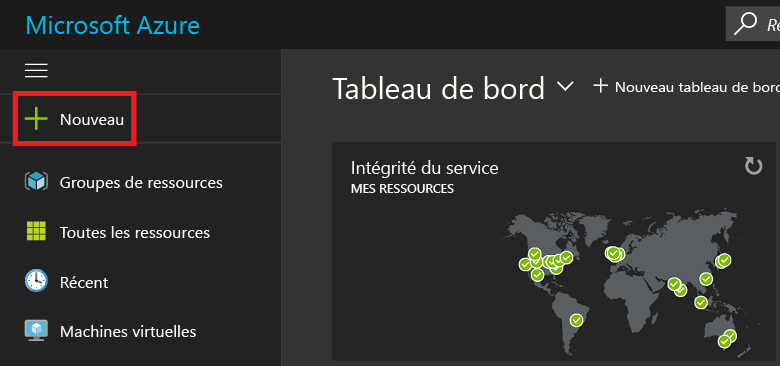 Microsoft Azure
Nouveau
Groupes de ressources
Toutes les ressources
Récent
Machines virtuelles
Tableau de bord
Nouveau tableau de bord
Intégrité du service
MES RESSOURCES